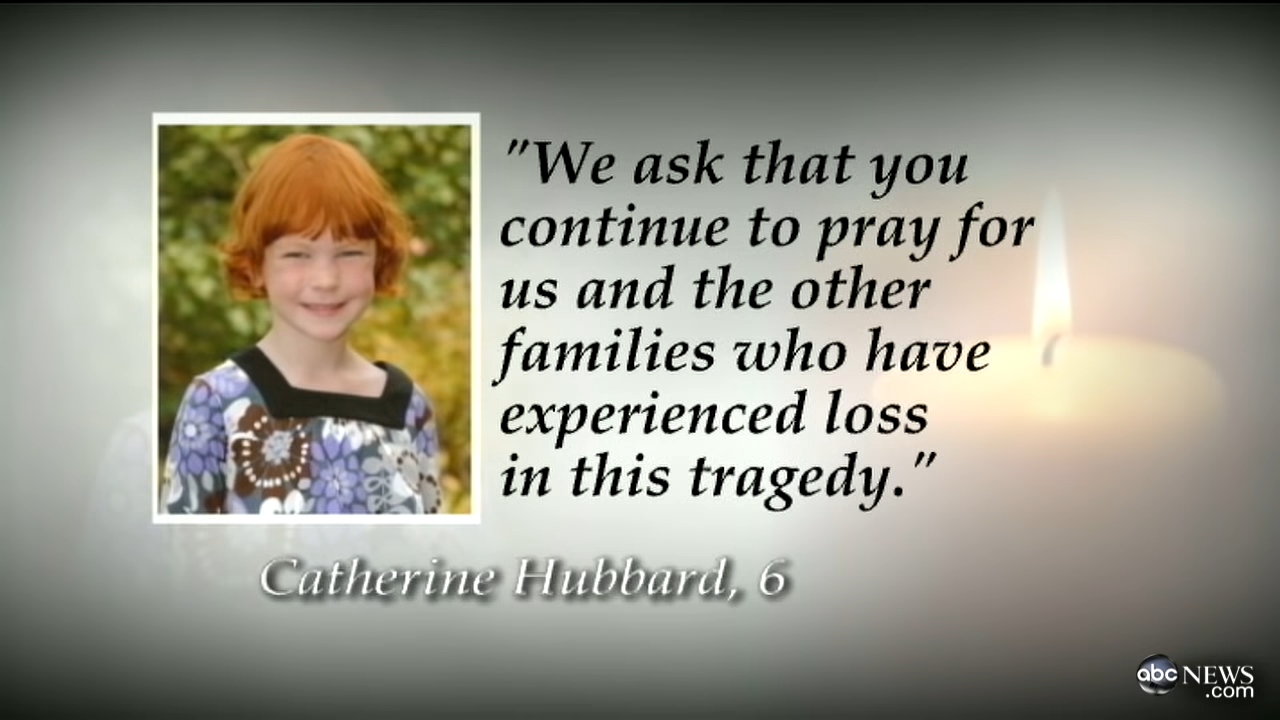 "We ask that you
continue to pray for
us and the other
families who have
experienced loss
in this tragedy."
Catherine Hubbard, 6
abc NEWS
.com